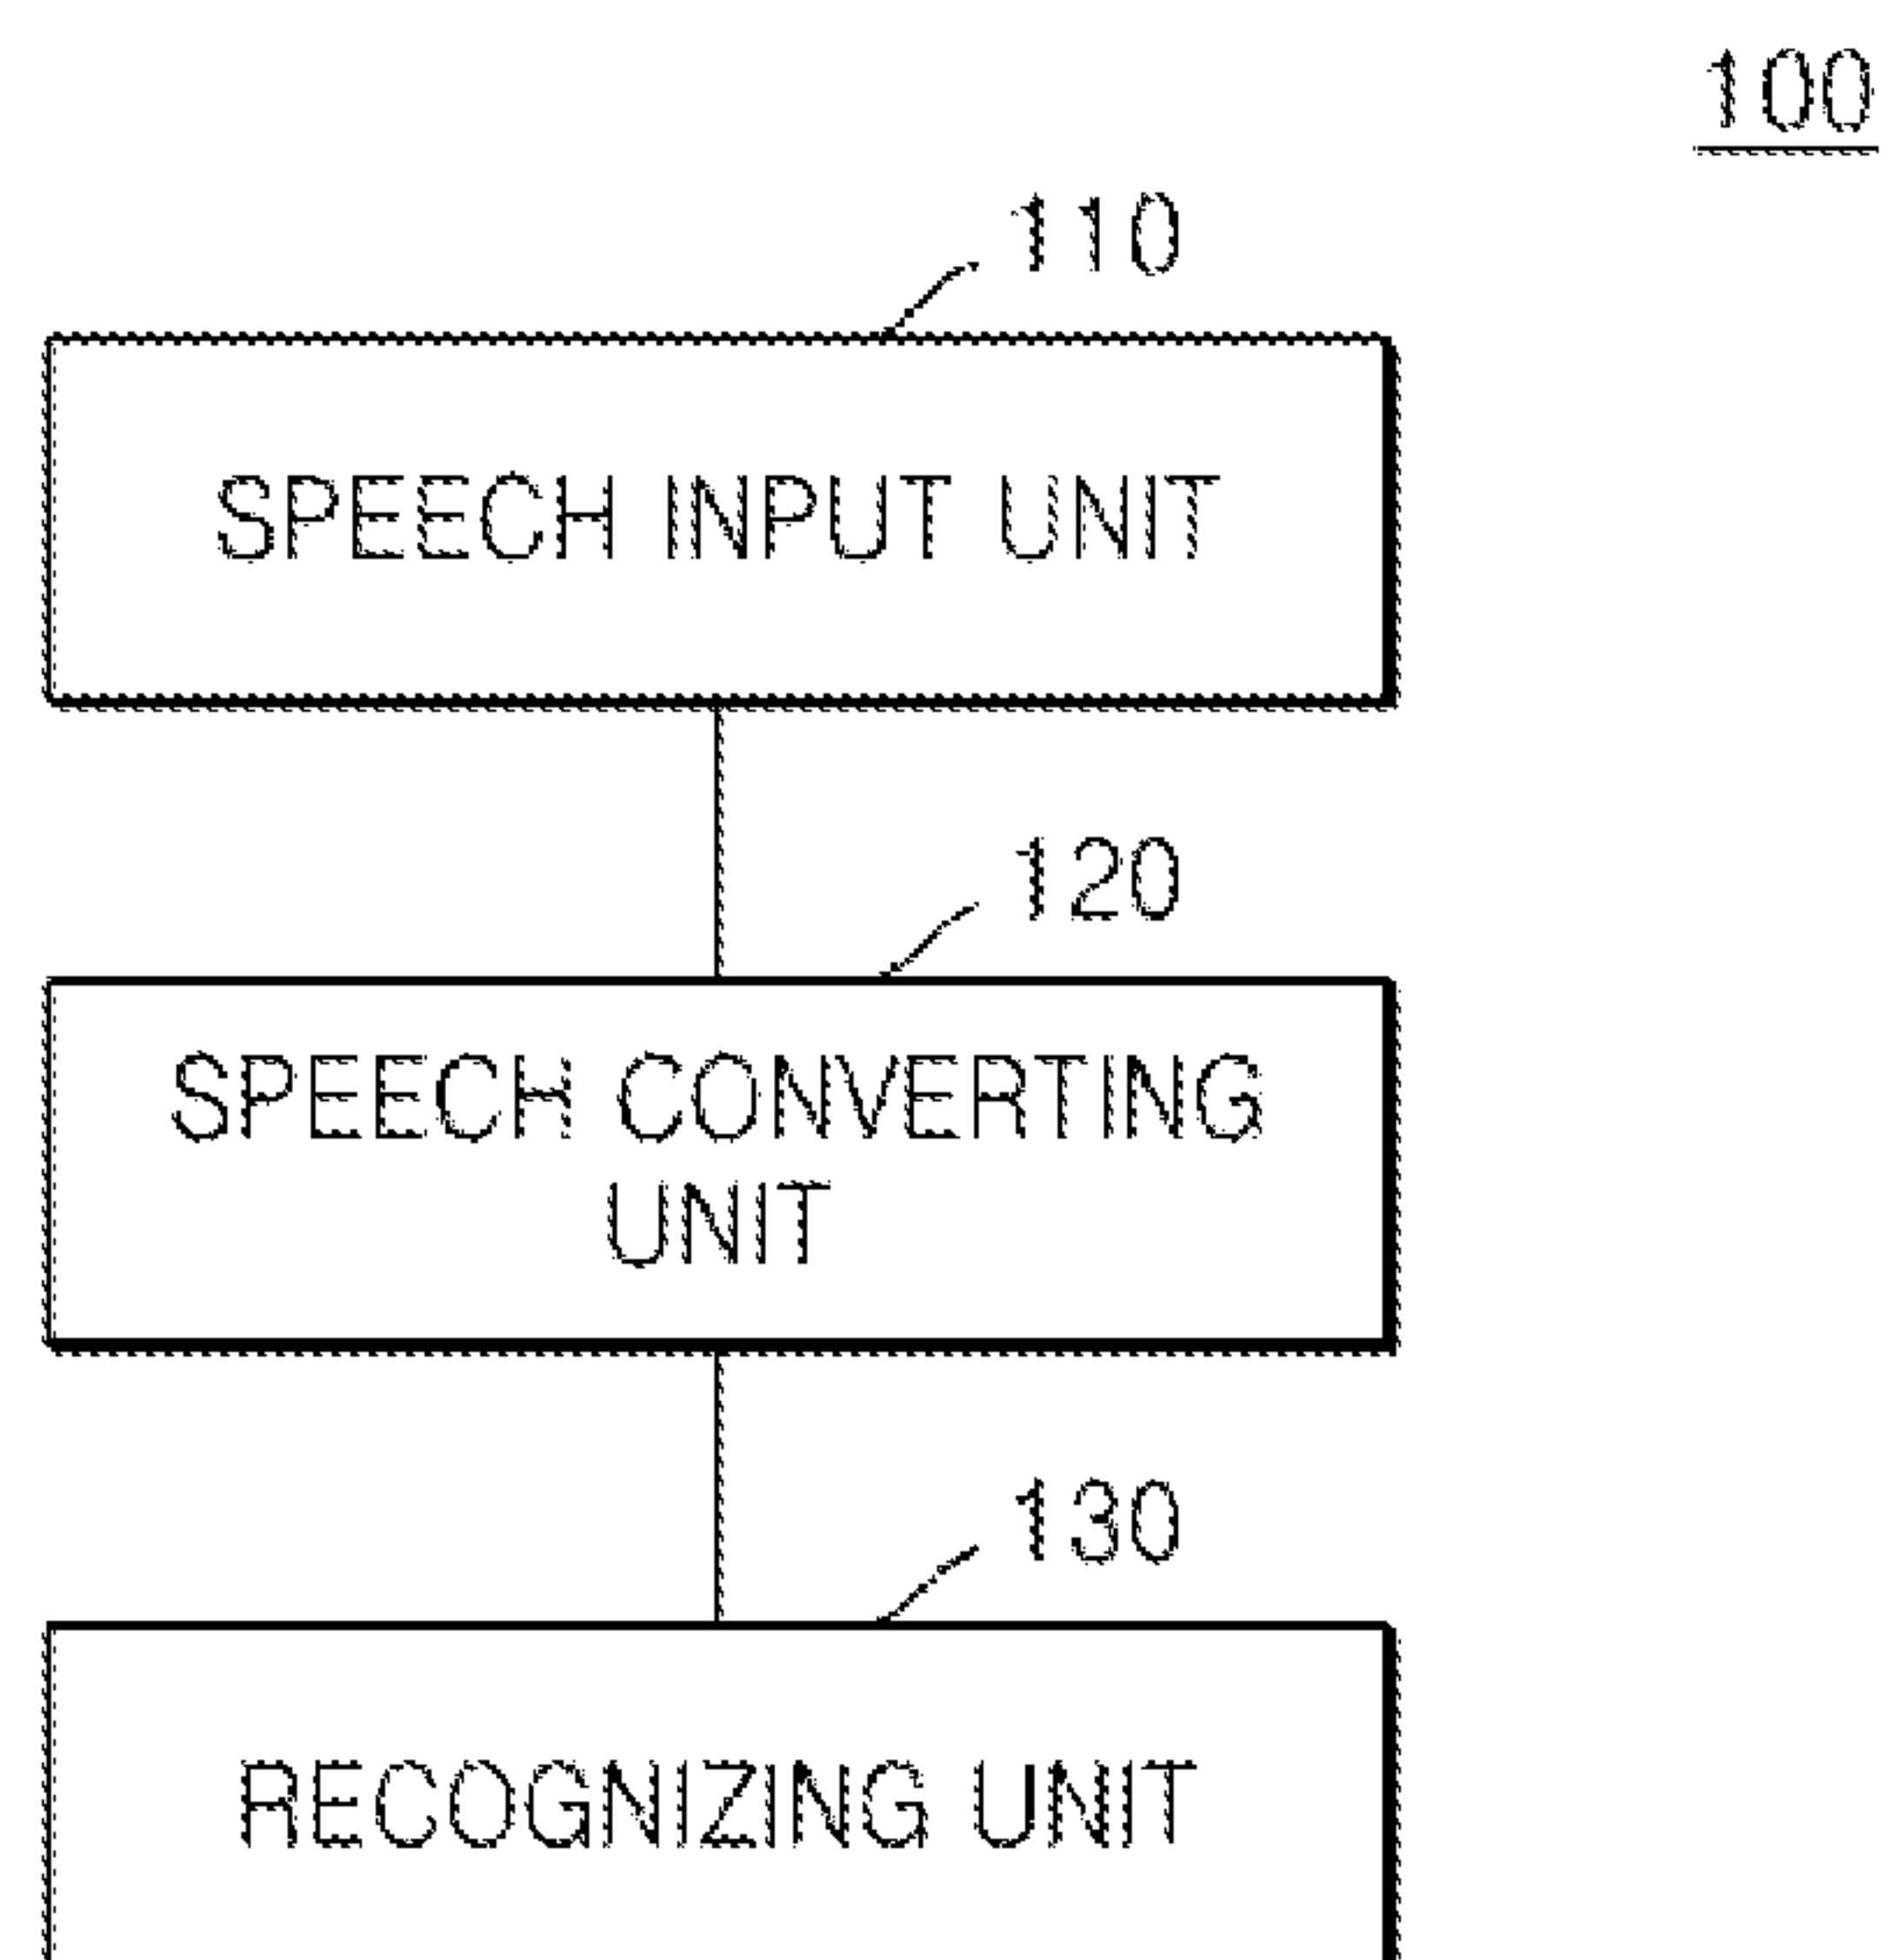 100
110
SPEECH INPUT UNIT
120
SPEECH CONVERTING
UNIT
130
RECOGNIZING UNIT